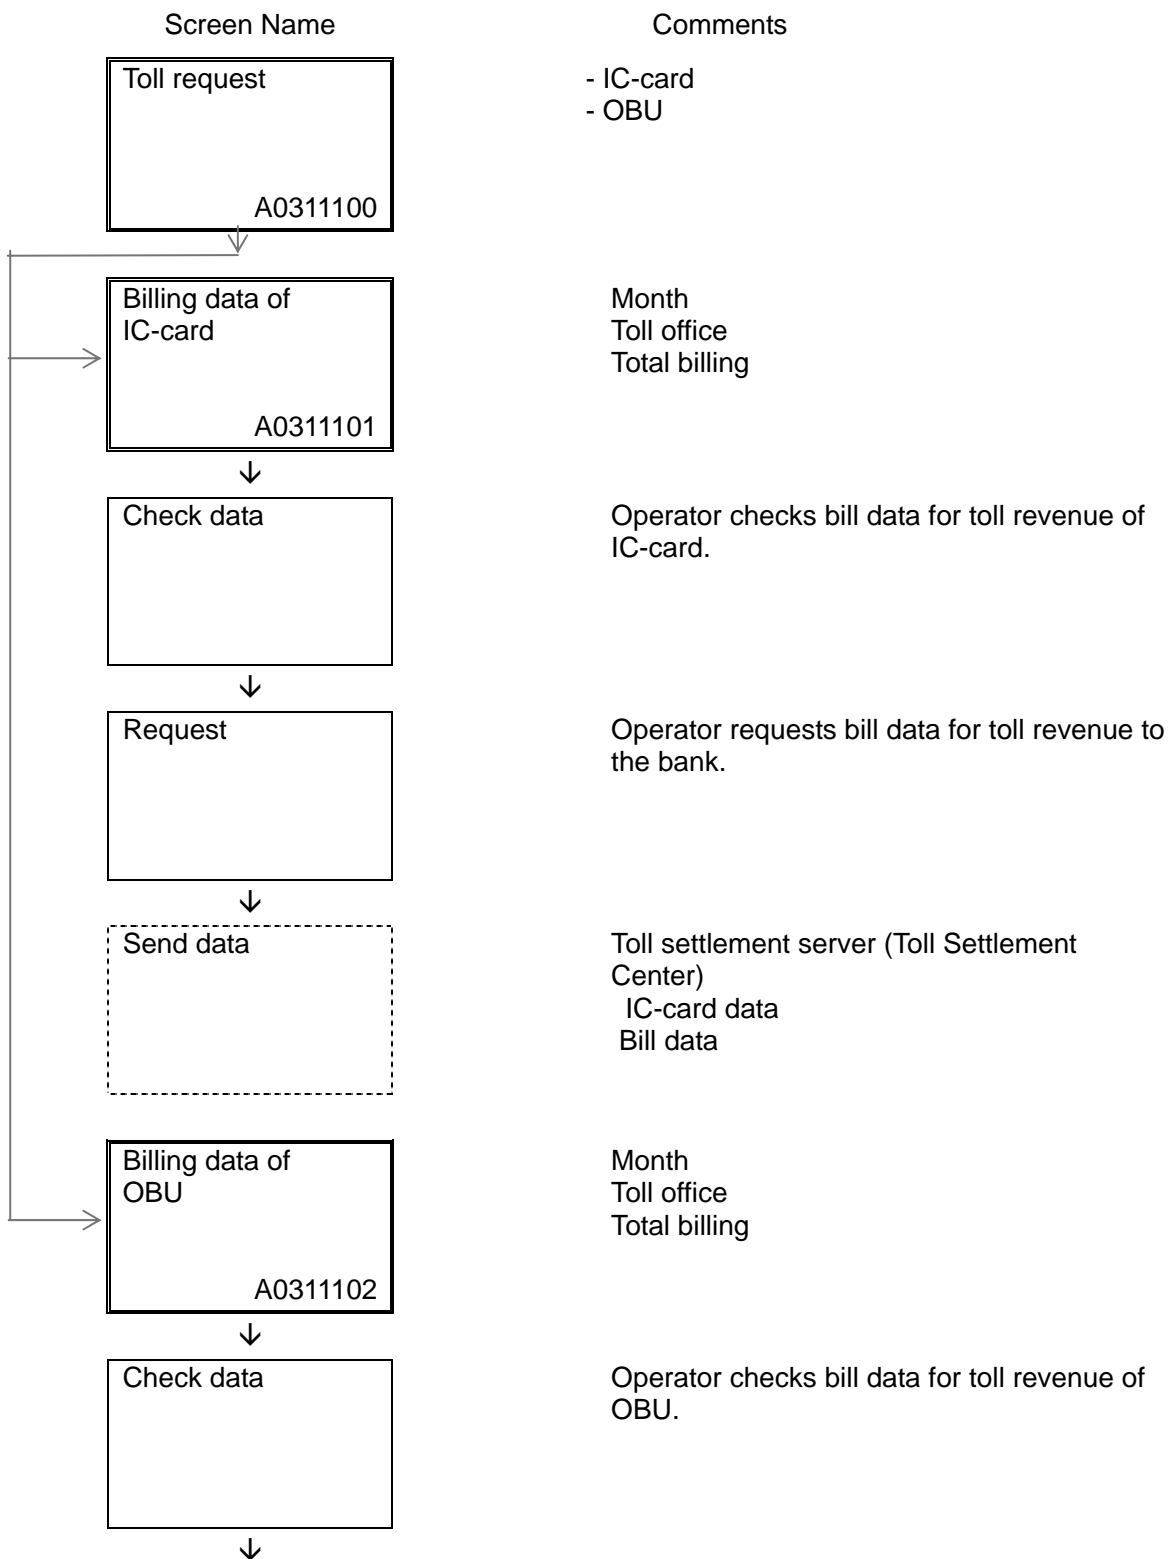 Screen Name
Comments
Toll request
- IC-card
- OBU
A0311100
Billing data of
IC-card
A0311101
Month
Toll office
Total billing
Check data
Operator checks bill data for toll revenue of
IC-card.
Request
Operator requests bill data for toll revenue to
the bank.
Send data
Toll settlement server (Toll Settlement
Center)
IC-card data
Bill data
Billing data of
OBU
A0311102
Month
Toll office
Total billing
Check data
Operator checks bill data for toll revenue of
OBU.